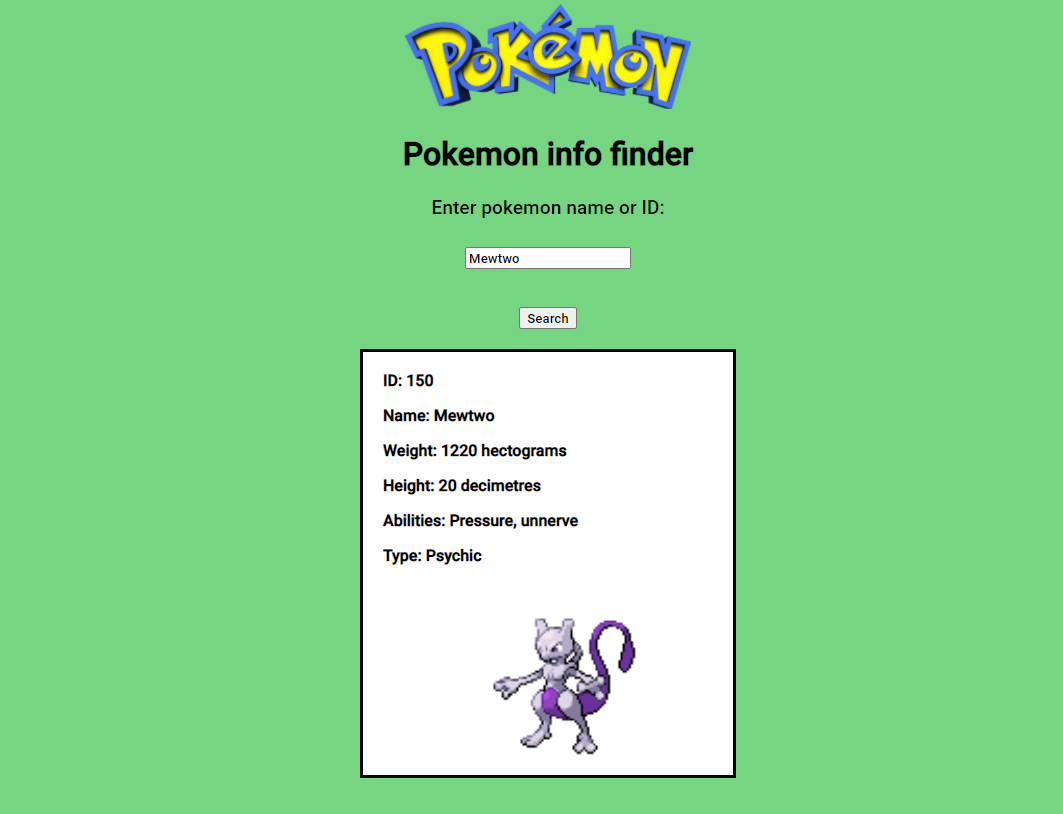 POKéMON
Pokemon info finder
Enter pokemon name or ID:
Mewtwo
Search
ID: 150
Name: Mewtwo
Weight: 1220 hectograms
Height: 20 decimetres
Abilities: Pressure, unnerve
Type: Psychic